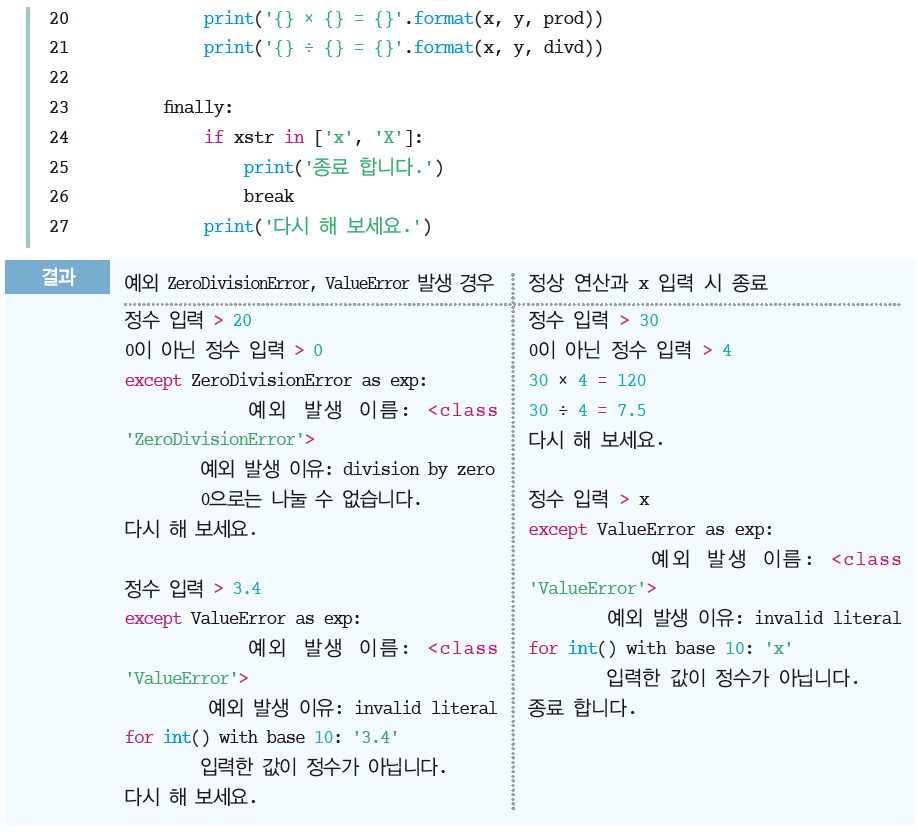 20 print('{} × {} = {}'.format(x, y, prod))
21 print('{} ÷ {} = {}'.format(x, y, divd))
22
23 finally:
24 if xstr in ['x', 'X']:
25 print('종료 합니다.')
26 break
27 print('다시 해 보세요.')
결과
예외 ZeroDivisionError, ValueError 발생 경우
정수 입력 > 20
0이 아닌 정수 입력 > 0
except ZeroDivisionError as exp:
예외 발생 이름: <class
'ZeroDivisionError'>
예외 발생 이유: division by zero
0으로는 나눌 수 없습니다.
다시 해 보세요.
정수 입력 > 3.4
except ValueError as exp:
예외 발생 이름: <class
'ValueError'>
예외 발생 이유: invalid literal
for int() with base 10: '3.4'
입력한 값이 정수가 아닙니다.
다시 해 보세요.
정상 연산과 x 입력 시 종료
정수 입력 > 30
0이 아닌 정수 입력 > 4
30 × 4 = 120
30 ÷ 4 = 7.5
다시 해 보세요.
정수 입력 > x
except ValueError as exp:
예외 발생 이름: <class
'ValueError'>
예외 발생 이유: invalid literal
for int() with base 10: 'x'
입력한 값이 정수가 아닙니다.
종료 합니다.